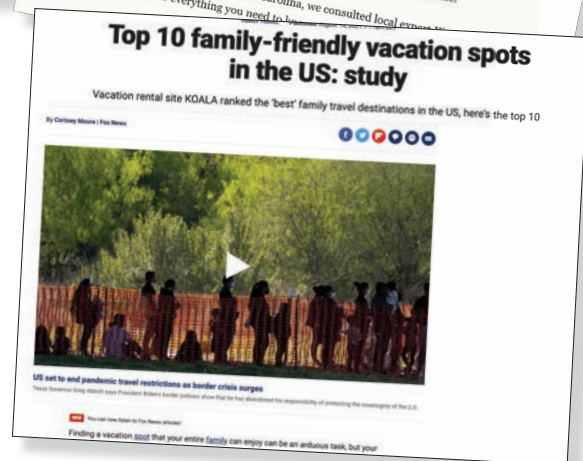 everything you need to
rolina, we consulted local
Top 10 family-friendly vacation spots
in the US: study
Vacation rental site KOALA ranked the 'best' family travel destinations in the US, here's the top 10
By Cortney Moore | Fox News
US set to end pandemic travel restrictions as border crisis surges
Texas Governor Greg Abbott says President Biden's border policies show that he has abandoned his responsibility of protecting the sovereignty of the U.S.
NEW You can now listen to Fox News articles!
Finding a vacation spot that your entire family can enjoy can be an arduous task, but your